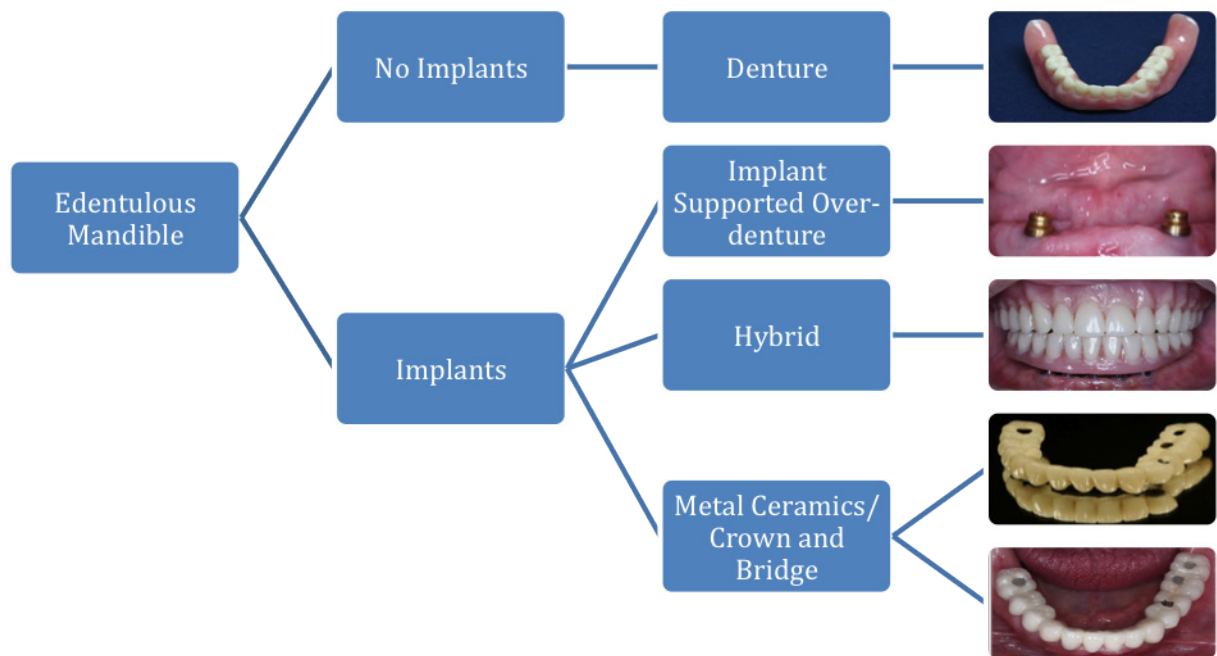 Edentulous
Mandible
No Implants
Denture
Implants
Implant
Supported Over-
denture
Hybrid
Metal Ceramics/
Crown and
Bridge